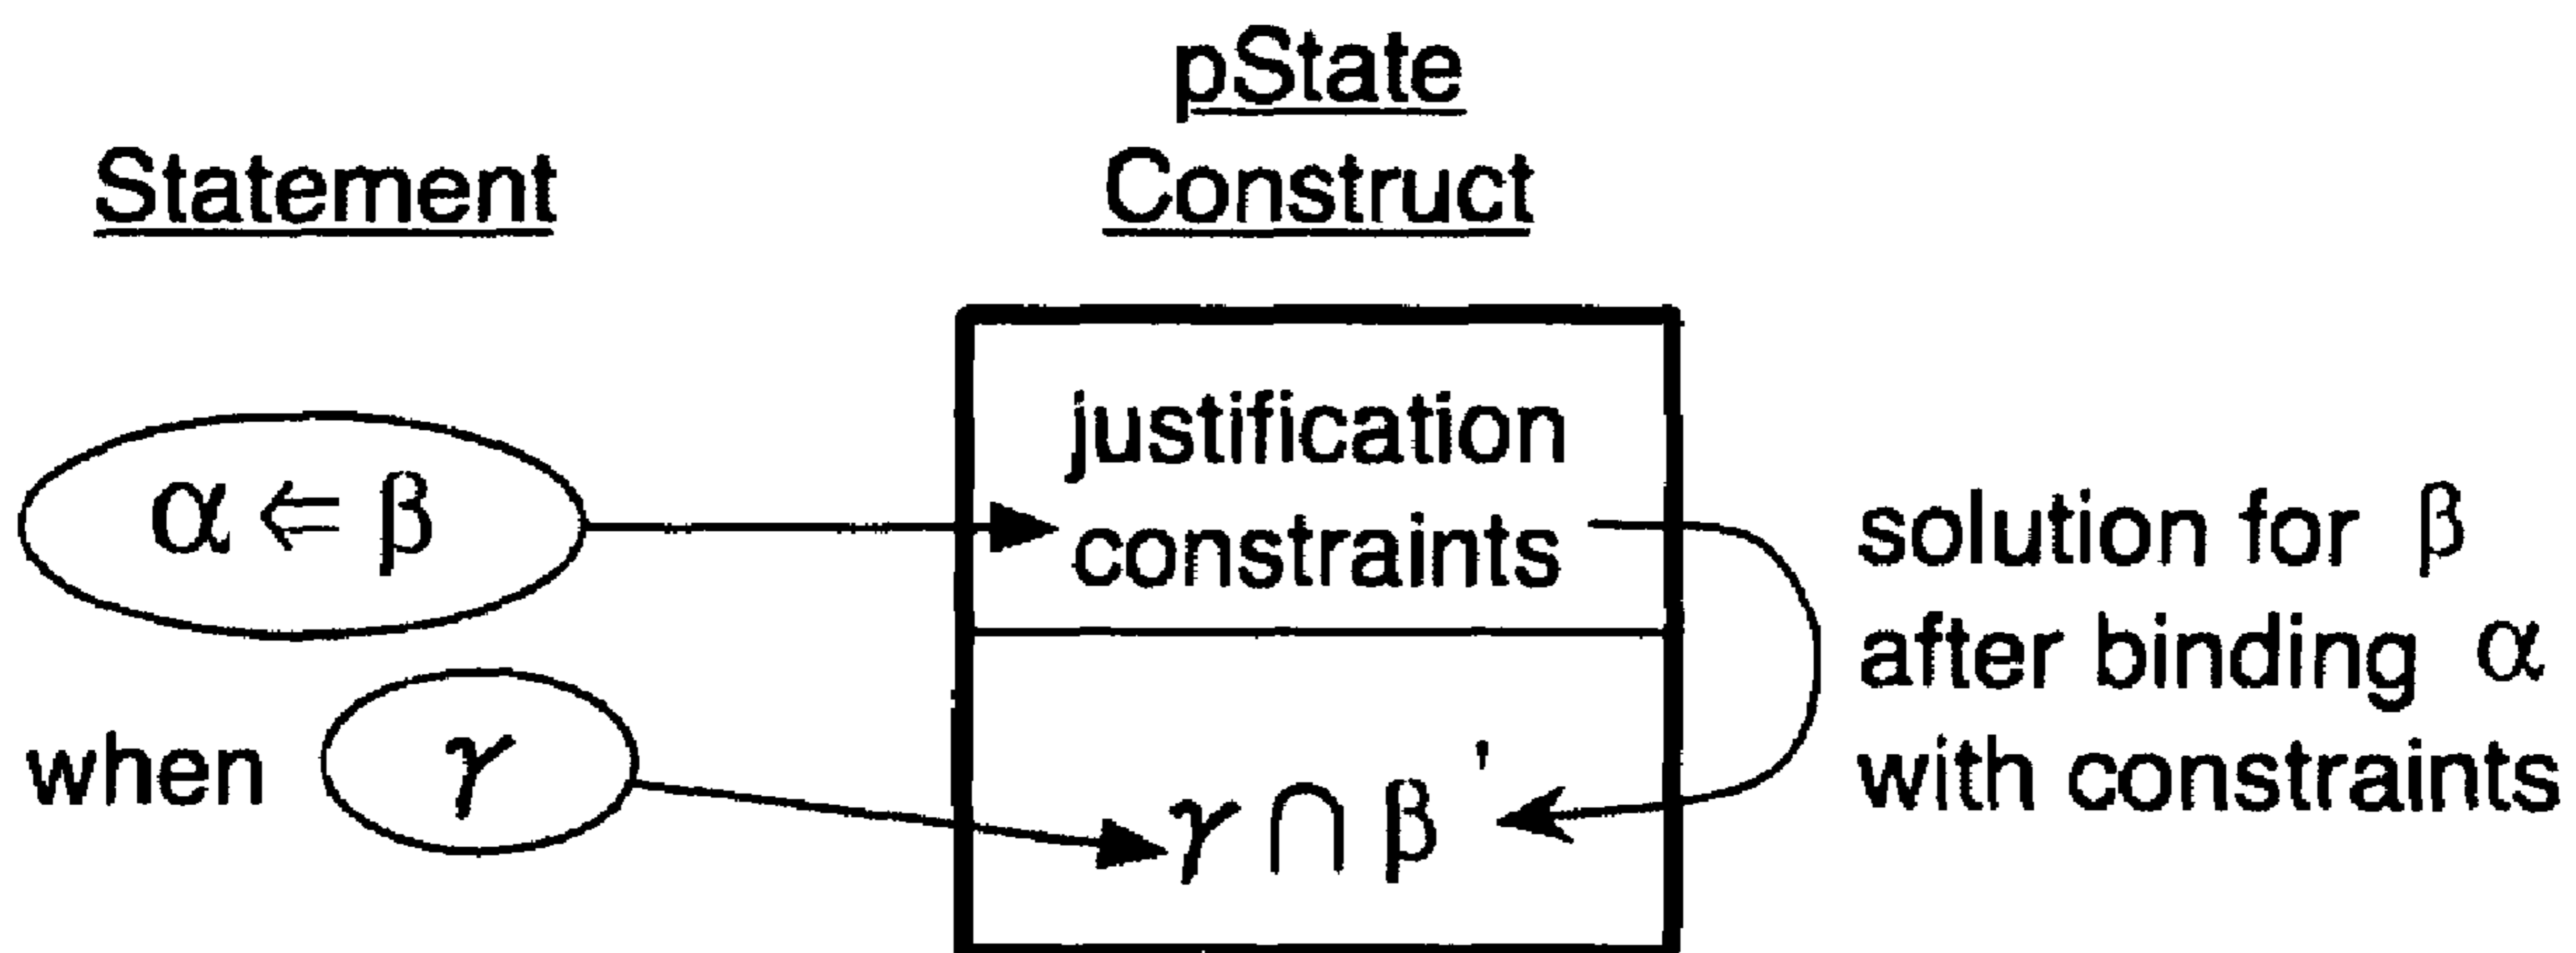 pState
Statement
Construct
justification
constraints
α ⇐ β
when γ
γ ∩ β '
solution for β
after binding α
with constraints